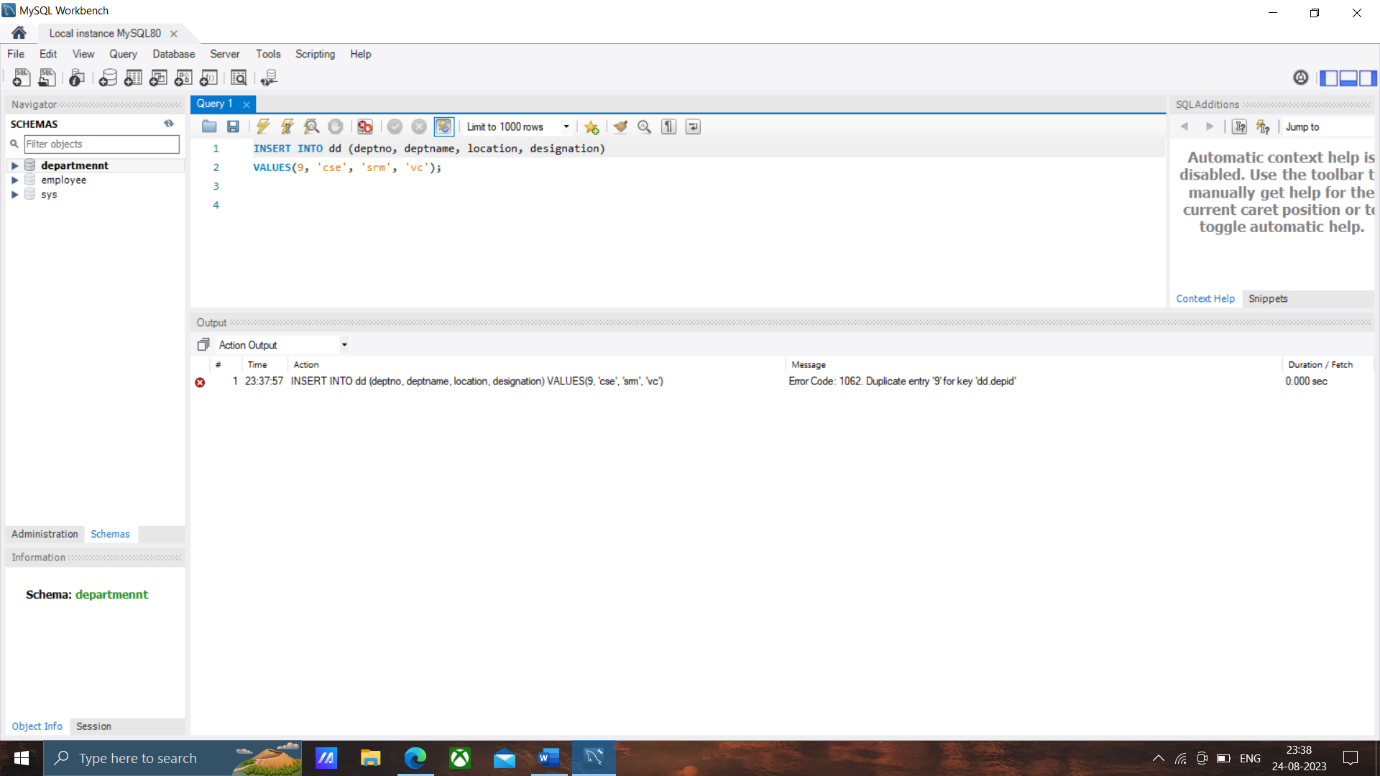 MySQL Workbench
Local instance MySQL80
File Edit View Query Database Server Tools Scripting Help
Navigator
SCHEMAS
Filter objects
departmennt
employee
sys
Administration Schemas
Information
Schema: departmennt
Object Info Session
Query 1
Limit to 1000 rows
1 INSERT INTO dd (deptno, deptname, location, designation)
2 VALUES(9, 'cse', 'srm', 'vc');
3
4
SQLAdditions
Jump to
Automatic context help is
disabled. Use the toolbar t
manually get help for the
current caret position or to
toggle automatic help.
Context Help Snippets
Output
Action Output
# Time Action Message Duration / Fetch
1 23:37:57 INSERT INTO dd (deptno, deptname, location, designation) VALUES(9, 'cse', 'srm', 'vc') Error Code: 1062. Duplicate entry '9' for key 'dd.depid' 0.000 sec
Type here to search
ENG
23:38
24-08-2023